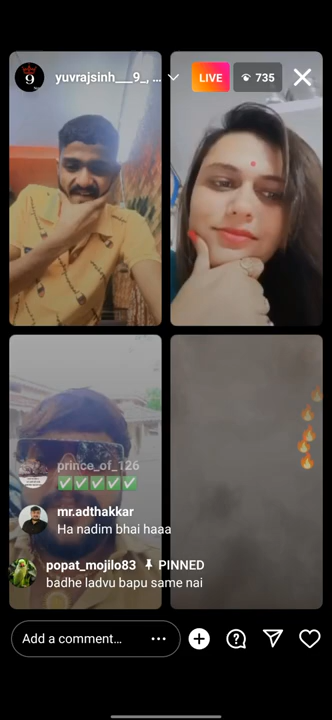 yuvrajsinh___9_, ...
LIVE
735
prince_of_126
✅✅✅✅✅
mr.adthakkar
Ha nadim bhai haaa
popat_mojilo83 PINNED
badhe ladvu bapu same nai
Add a comment...